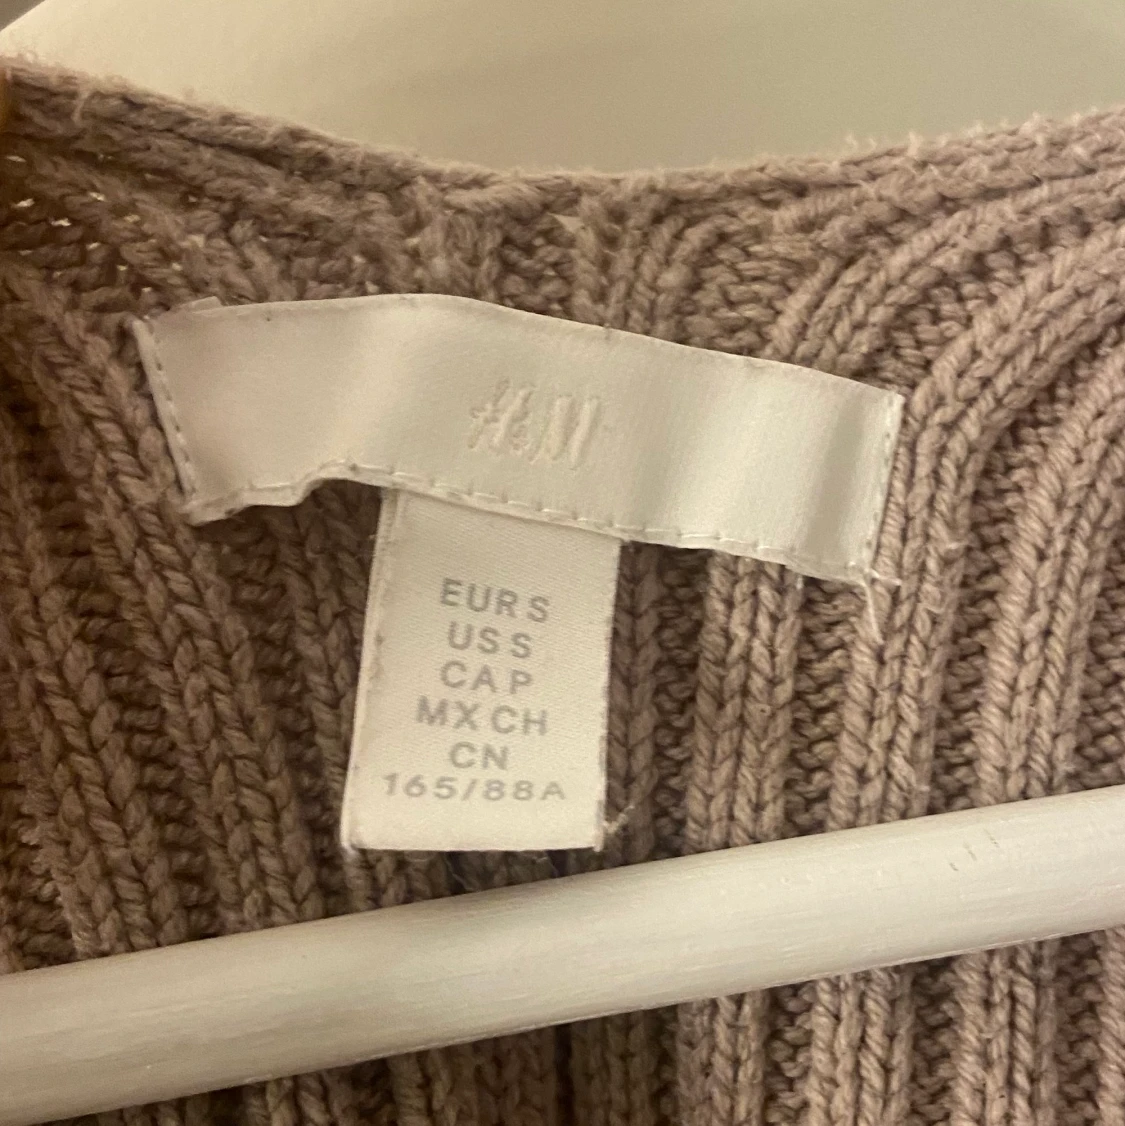 H&M
EUR S
US S
CA P
MX CH
CN
165/88A